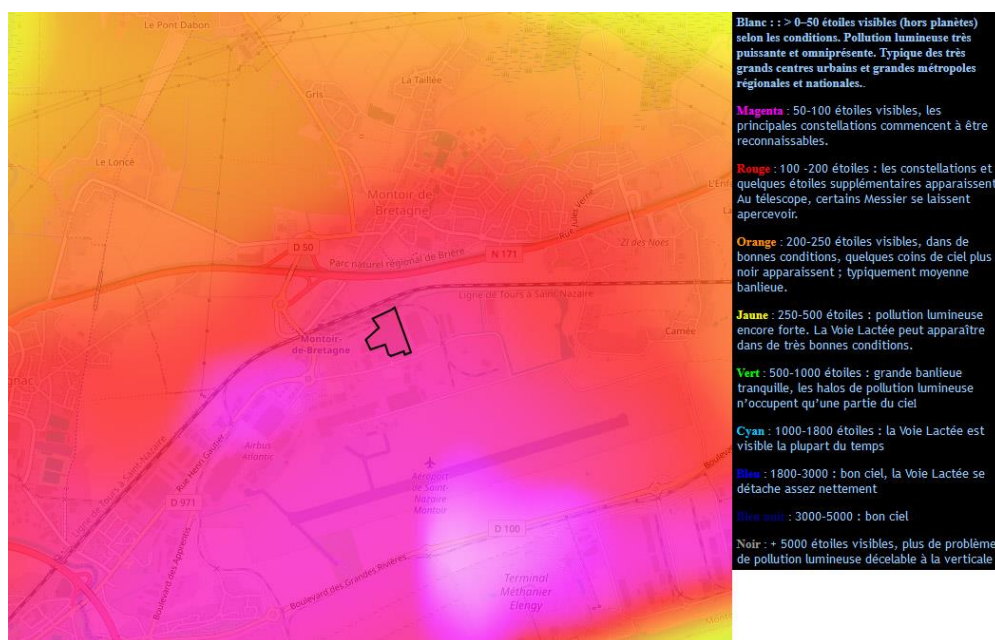 Le Pont Dation
La Taillée
Gris
Le Loncé
Montoir-de-
Bretagne
Rue Jules Verne
L'Enf
ZI des Noes
D 50
Parc naturel régional de Brière
N 171
Ligne de Tours à Saint-Nazaire
Montoir-
de-Bretagne
Camée
gnac
Airbus
Atlantic
Rue Henri Gautier
Ligne de Tours à Saint-Nazaire
Aéroport
de Saint-
Nazaire
Montoir
D 971
D 100
Boulevard des Apprentis
Boulevard des Grandes Rivières
Terminal
Méthanier
Elengy
Blanc : : > 0–50 étoiles visibles (hors planètes)
selon les conditions. Pollution lumineuse très
puissante et omniprésente. Typique des très
grands centres urbains et grandes métropoles
régionales et nationales..
Magenta : 50-100 étoiles visibles, les
principales constellations commencent à être
reconnaissables.
Rouge : 100 -200 étoiles : les constellations et
quelques étoiles supplémentaires apparaissent
Au télescope, certains Messier se laissent
apercevoir.
Orange : 200-250 étoiles visibles, dans de
bonnes conditions, quelques coins de ciel plus
noir apparaissent ; typiquement moyenne
banlieue.
Jaune : 250-500 étoiles : pollution lumineuse
encore forte. La Voie Lactée peut apparaître
dans de très bonnes conditions.
Vert : 500-1000 étoiles : grande banlieue
tranquille, les halos de pollution lumineuse
n'occupent qu'une partie du ciel
Cyan : 1000-1800 étoiles : la Voie Lactée est
visible la plupart du temps
Bleu : 1800-3000 : bon ciel, la Voie Lactée se
détache assez nettement
Bleu nuit : 3000-5000 : bon ciel
Noir : + 5000 étoiles visibles, plus de problème
de pollution lumineuse décelable à la verticale